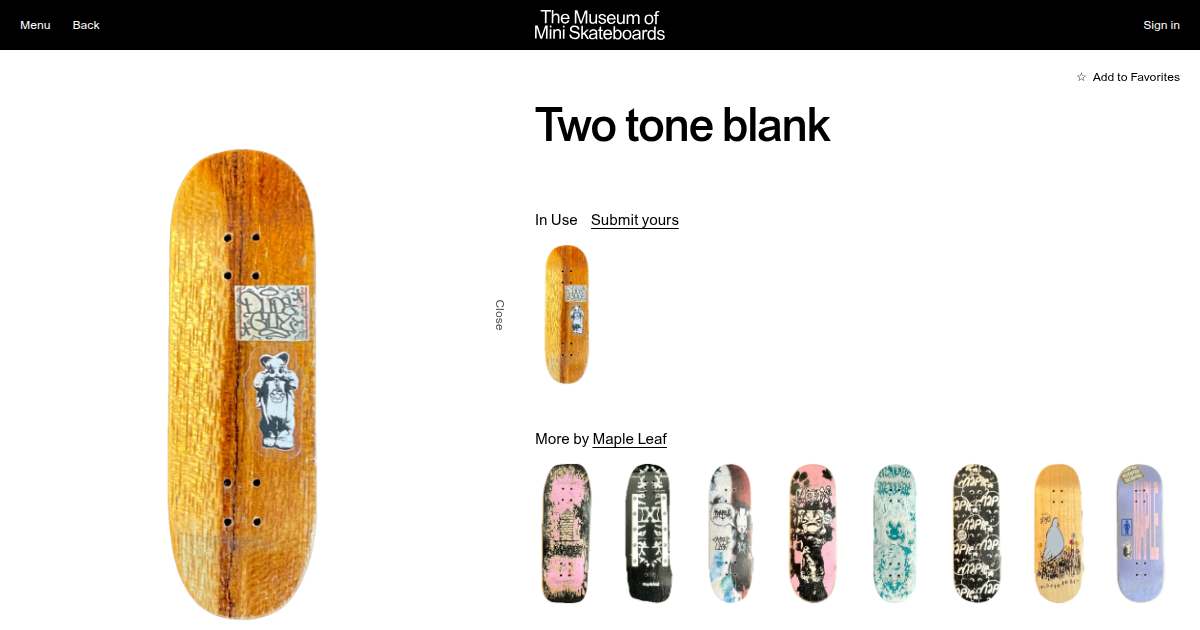 Menu
Back
The Museum of
Mini Skateboards
Sign in
☆ Add to Favorites
Two tone blank
In Use
Submit yours
Close
More by Maple Leaf